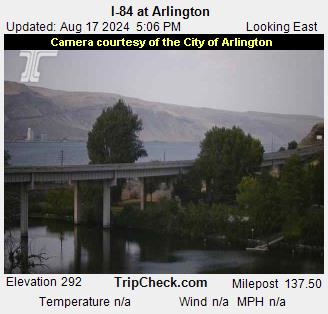 I-84 at Arlington
Updated: Aug 17 2024 5:06 PM Looking East
Camera courtesy of the City of Arlington
Elevation 292 TripCheck.com Milepost 137.50
Temperature n/a Wind n/a MPH n/a